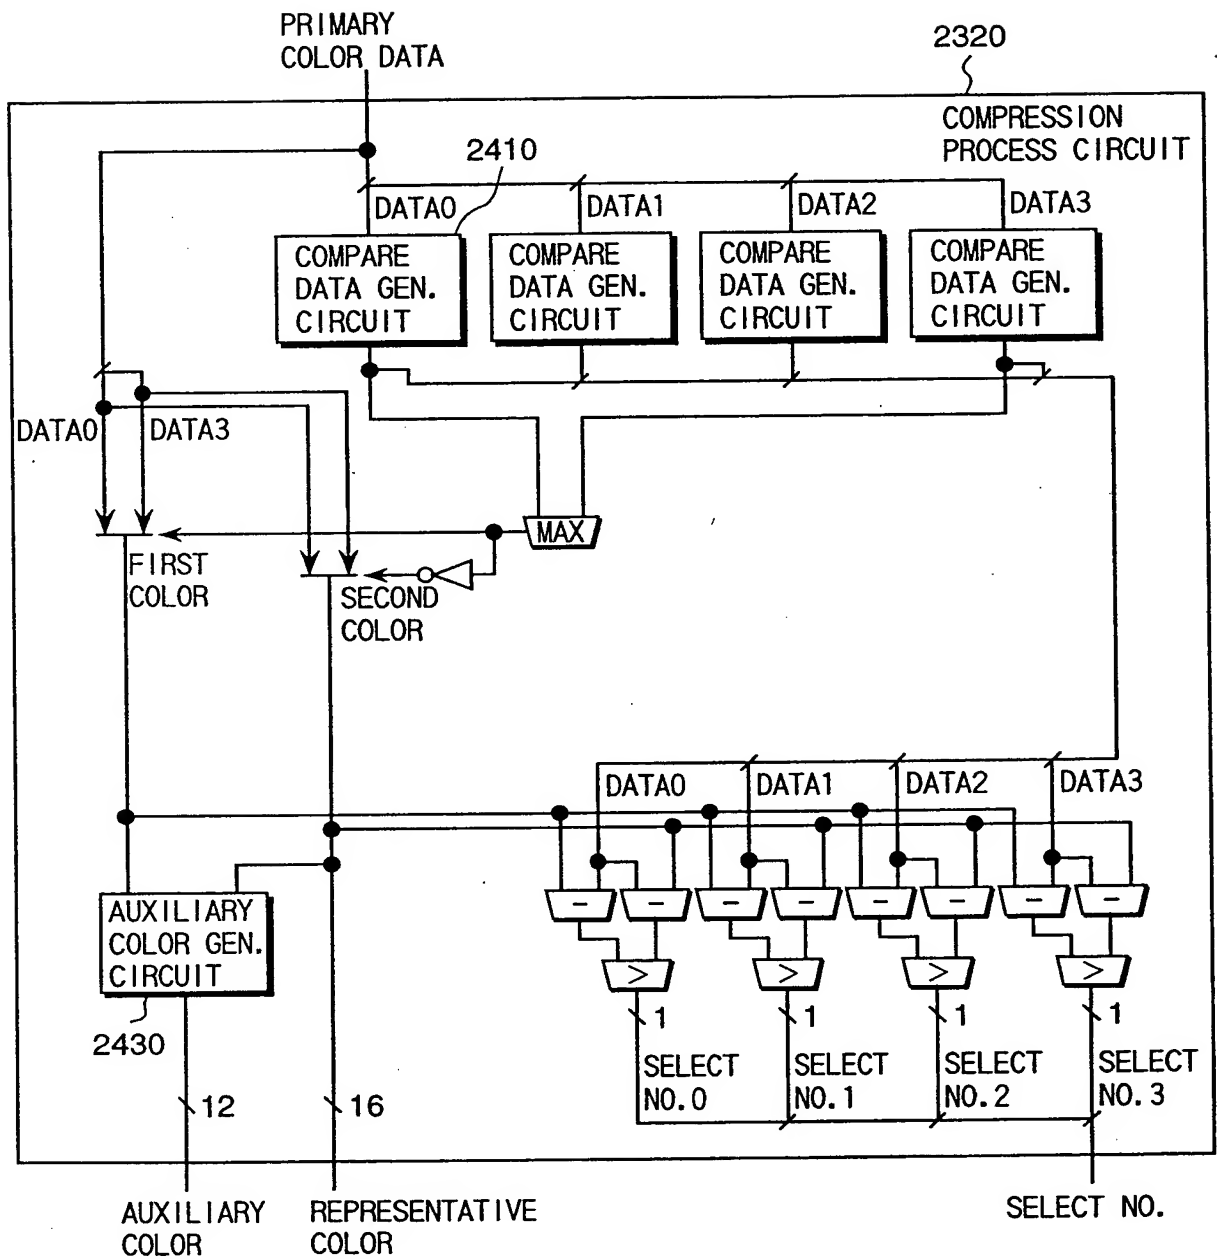 PRIMARY
COLOR DATA
2320
COMPRESSION
PROCESS CIRCUIT
2410
DATA0
DATA1
DATA2
DATA3
COMPARE
DATA GEN.
CIRCUIT
COMPARE
DATA GEN.
CIRCUIT
COMPARE
DATA GEN.
CIRCUIT
COMPARE
DATA GEN.
CIRCUIT
DATA0
DATA3
MAX
FIRST
COLOR
SECOND
COLOR
DATA0
DATA1
DATA2
DATA3
AUXILIARY
COLOR GEN.
CIRCUIT
2430
− − − − − − − −
> > > >
1 1 1 1
SELECT
NO.0
SELECT
NO.1
SELECT
NO.2
SELECT
NO.3
12
16
AUXILIARY
COLOR
REPRESENTATIVE
COLOR
SELECT NO.